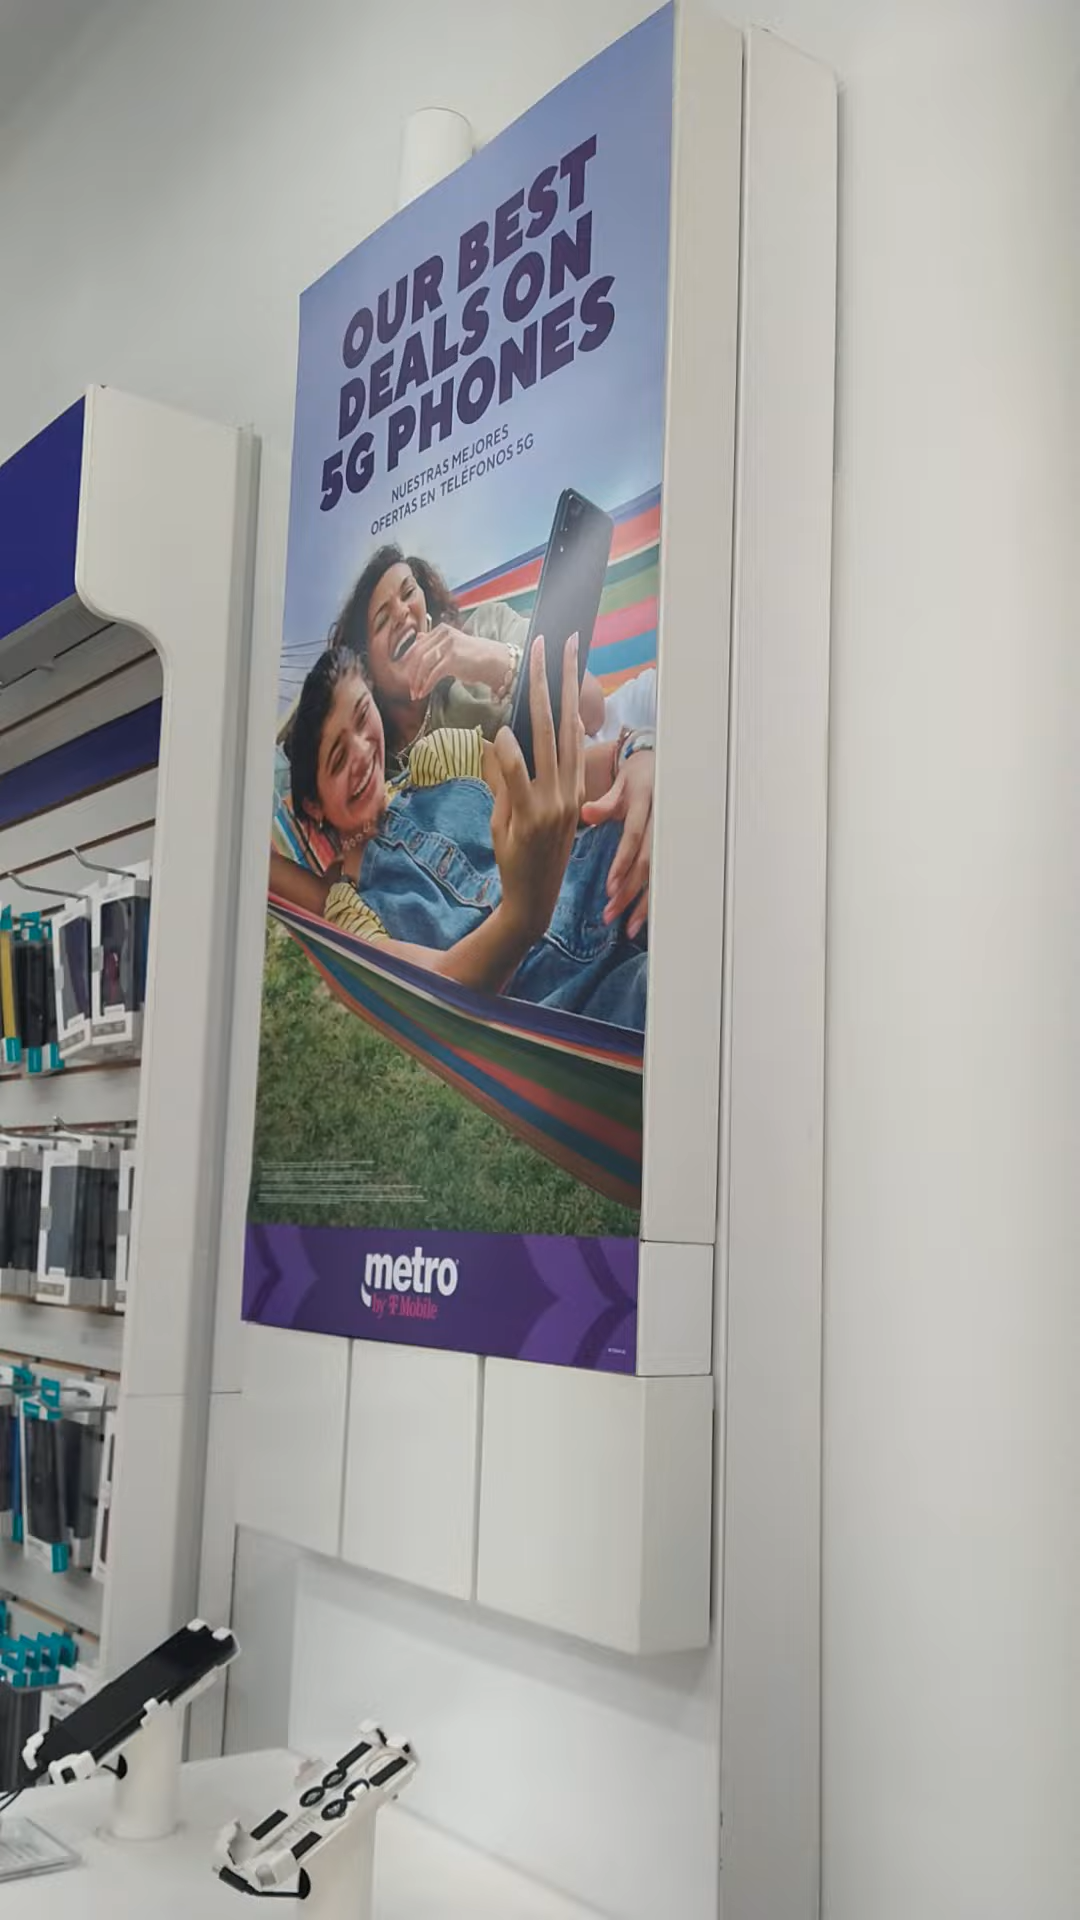 OUR BEST
DEALS ON
5G PHONES
NUESTRAS MEJORES
OFERTAS EN TELÉFONOS 5G
metro
by T Mobile